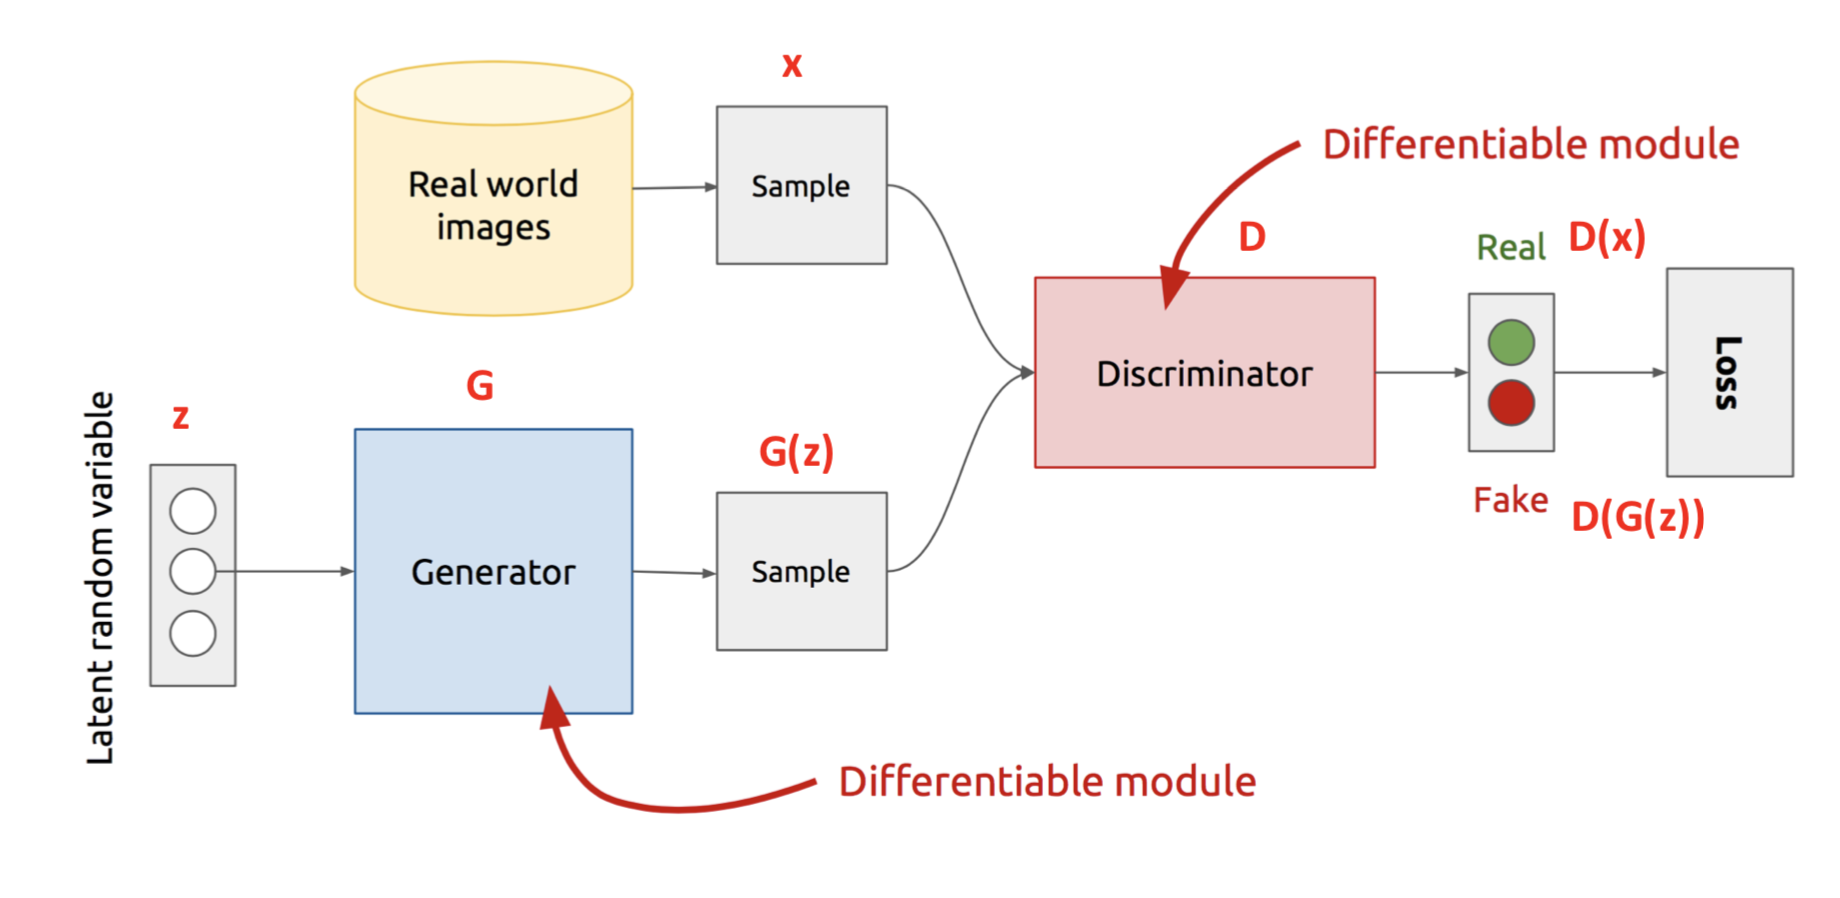 x
Real world
images
Sample
Differentiable module
D
Real
D(x)
Discriminator
Loss
Fake
D(G(z))
Latent random variable
z
G
Generator
G(z)
Sample
Differentiable module